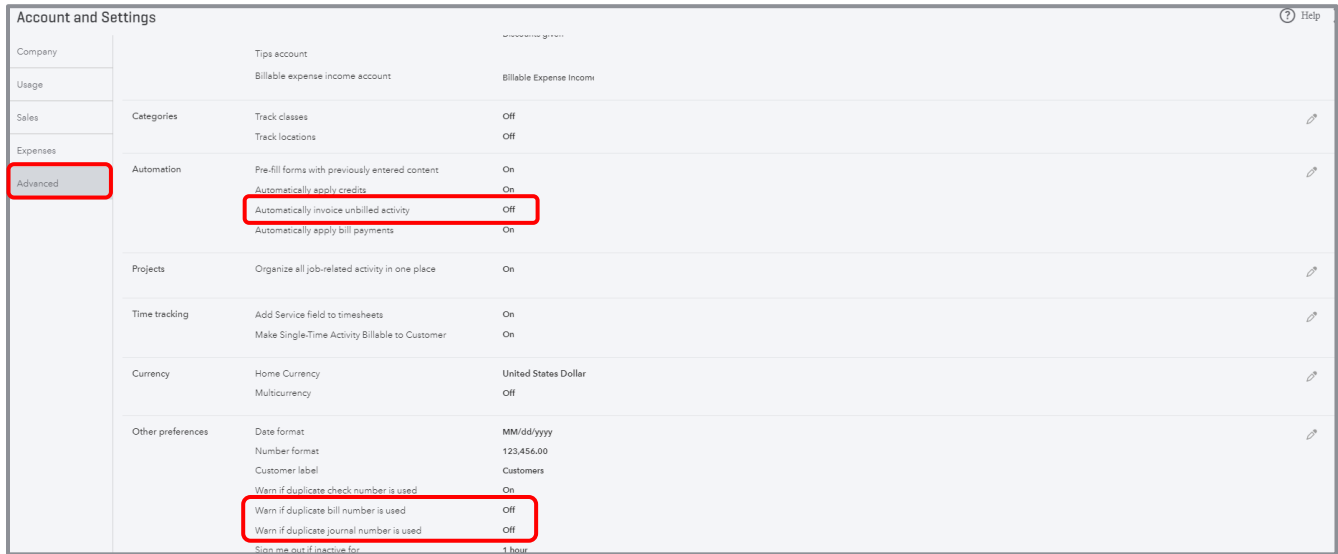 Account and Settings
Help
Company
Usage
Sales
Expenses
Advanced
Discounts given
Tips account
Billable expense income account Billable Expense Income
Categories Track classes Off
Track locations Off
Automation Pre-fill forms with previously entered content On
Automatically apply credits On
Automatically invoice unbilled activity Off
Automatically apply bill payments On
Projects Organize all job-related activity in one place On
Time tracking Add Service field to timesheets On
Make Single-Time Activity Billable to Customer On
Currency Home Currency United States Dollar
Multicurrency Off
Other preferences Date format MM/dd/yyyy
Number format 123,456.00
Customer label Customers
Warn if duplicate check number is used On
Warn if duplicate bill number is used Off
Warn if duplicate journal number is used Off
Sign me out if inactive for 1 hour